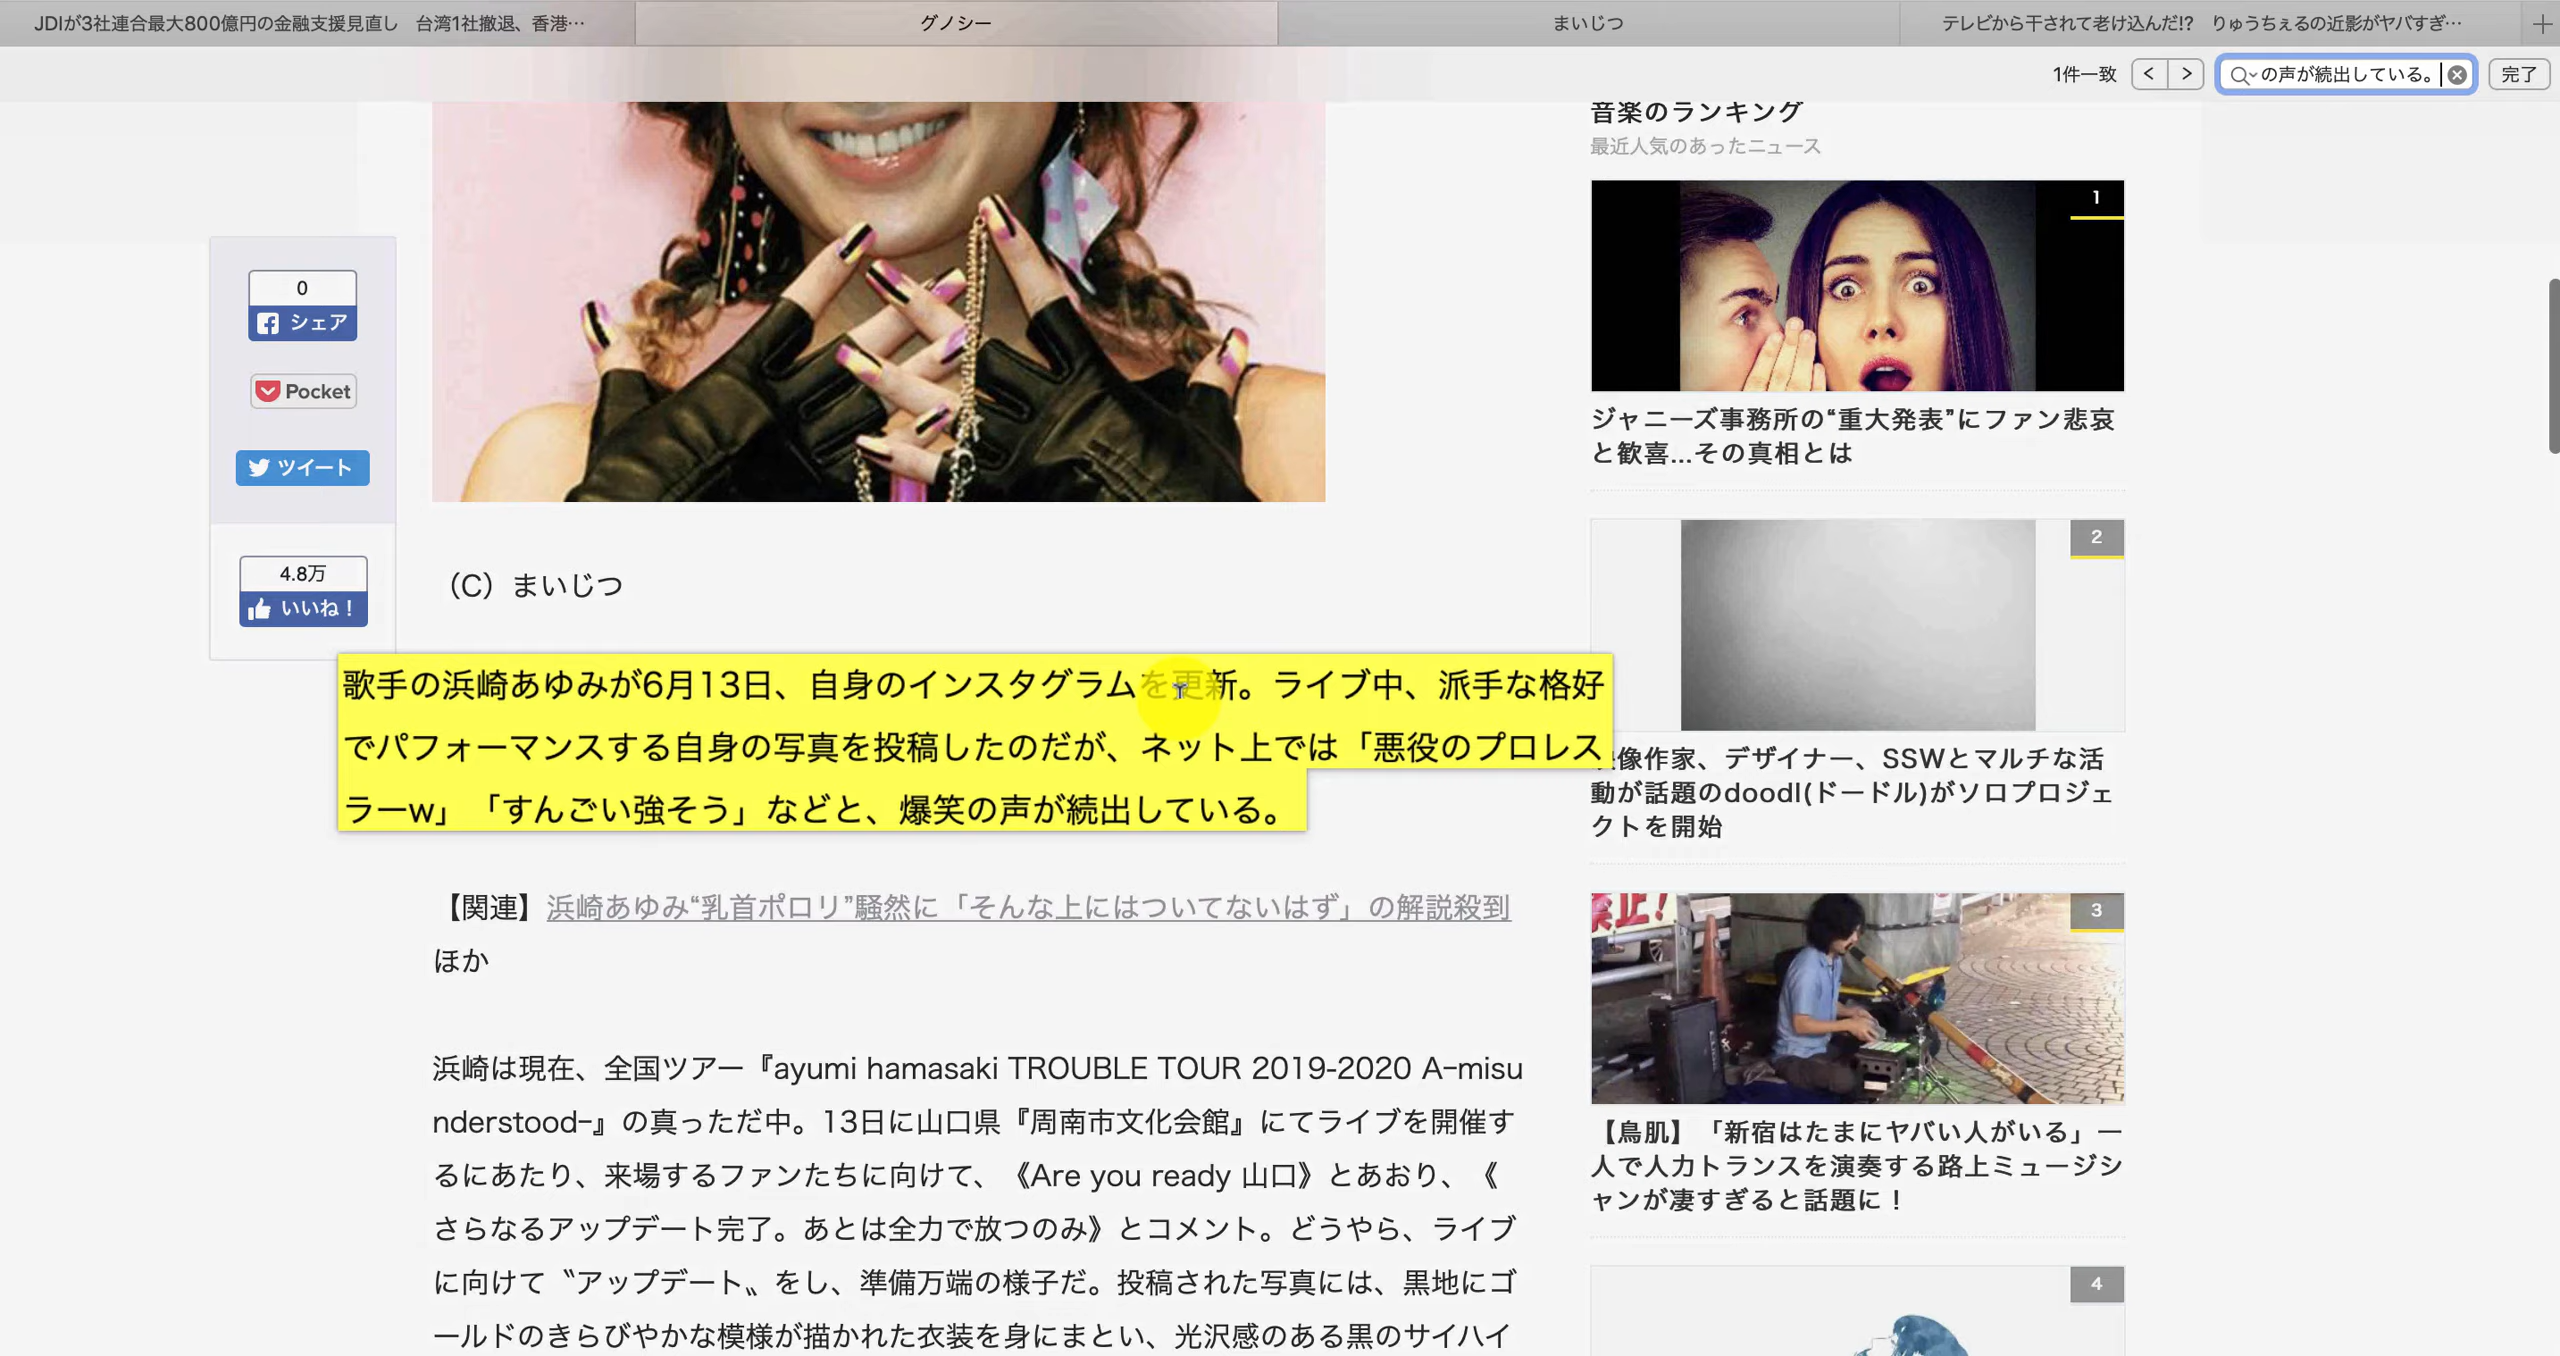 JDIが3社連合最大800億円の金融支援見直し　台湾1社撤退、香港…
グノシー
まいじつ
テレビから干されて老け込んだ!?　りゅうちぇるの近影がヤバすぎ…
1件一致
の声が続出している。
完了
0
シェア
Pocket
ツイート
4.8万
いいね！
（C）まいじつ
歌手の浜崎あゆみが6月13日、自身のインスタグラムを更新。ライブ中、派手な格好
でパフォーマンスする自身の写真を投稿したのだが、ネット上では「悪役のプロレス
ラーw」「すんごい強そう」などと、爆笑の声が続出している。
【関連】浜崎あゆみ“乳首ポロリ”騒然に「そんな上にはついてないはず」の解説殺到
ほか
浜崎は現在、全国ツアー『ayumi hamasaki TROUBLE TOUR 2019-2020 A−misu
nderstood−』の真っただ中。13日に山口県『周南市文化会館』にてライブを開催す
るにあたり、来場するファンたちに向けて、《Are you ready 山口》とあおり、《
さらなるアップデート完了。あとは全力で放つのみ》とコメント。どうやら、ライブ
に向けて〝アップデート〟をし、準備万端の様子だ。投稿された写真には、黒地にゴ
ールドのきらびやかな模様が描かれた衣装を身にまとい、光沢感のある黒のサイハイ
音楽のランキング
最近人気のあったニュース
1
ジャニーズ事務所の“重大発表”にファン悲哀
と歓喜...その真相とは
2
像作家、デザイナー、SSWとマルチな活
動が話題のdoodl(ドードル)がソロプロジェ
クトを開始
禁止!
3
【鳥肌】「新宿はたまにヤバい人がいる」一
人で人力トランスを演奏する路上ミュージシ
ャンが凄すぎると話題に！
4